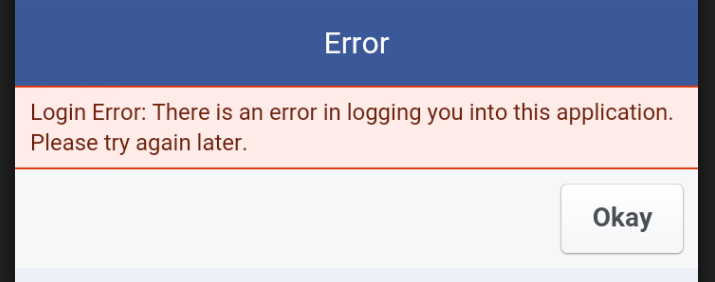 Error
Login Error: There is an error in logging you into this application.
Please try again later.
Okay